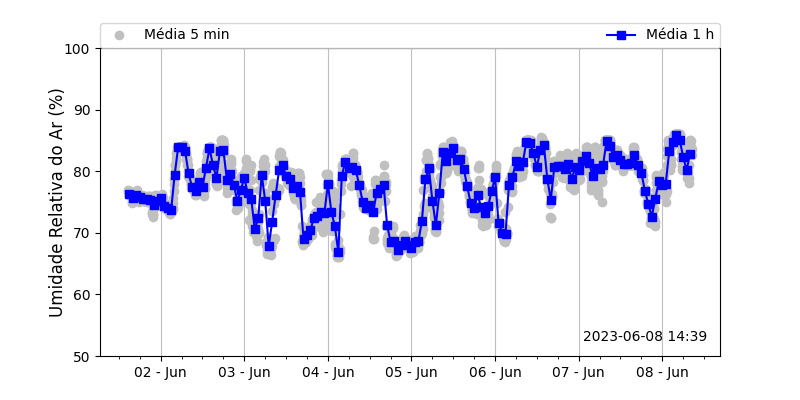 Média 5 min
Média 1 h
Umidade Relativa do Ar (%)
100
90
80
70
60
50
2023-06-08 14:39
02 - Jun
03 - Jun
04 - Jun
05 - Jun
06 - Jun
07 - Jun
08 - Jun